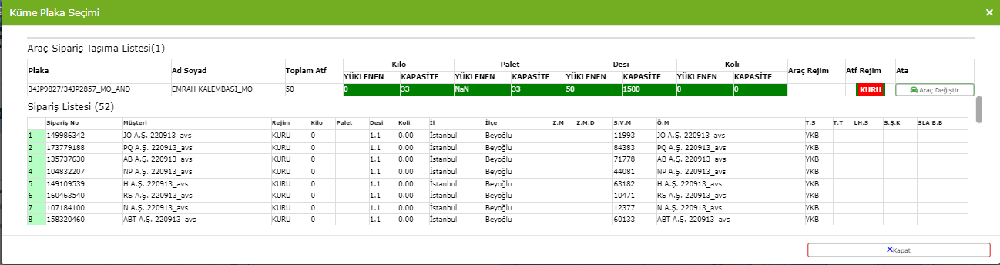 Küme Plaka Seçimi ×
Araç-Sipariş Taşıma Listesi(1)
Plaka Ad Soyad Toplam Atf Kilo Palet Desi Koli Araç Rejim Atf Rejim Ata
YÜKLENEN KAPASİTE YÜKLENEN KAPASİTE YÜKLENEN KAPASİTE YÜKLENEN KAPASİTE
34JP9827/34JP2857_MO_AND EMRAH KALEMBASI_MO 50 0 33 NaN 33 50 1500 0 0 KURU Araç Değiştir
Sipariş Listesi (52)
Sipariş No Müşteri Rejim Kilo Palet Desi Koli İl İlçe Z.M Z.M.D S.V.M Ö.M T.S T.T LH.S S.Ş.K SLA B.B
1 149986342 JO A.Ş. 220913_avs KURU 0 1.1 0.00 İstanbul Beyoğlu 11993 JO A.Ş. 220913_avs YKB
2 173779188 PQ A.Ş. 220913_avs KURU 0 1.1 0.00 İstanbul Beyoğlu 84383 PQ A.Ş. 220913_avs YKB
3 135737630 AB A.Ş. 220913_avs KURU 0 1.1 0.00 İstanbul Beyoğlu 71778 AB A.Ş. 220913_avs YKB
4 104832207 NP A.Ş. 220913_avs KURU 0 1.1 0.00 İstanbul Beyoğlu 44081 NP A.Ş. 220913_avs YKB
5 149109539 H A.Ş. 220913_avs KURU 0 1.1 0.00 İstanbul Beyoğlu 63182 H A.Ş. 220913_avs YKB
6 160463540 RS A.Ş. 220913_avs KURU 0 1.1 0.00 İstanbul Beyoğlu 10471 RS A.Ş. 220913_avs YKB
7 107184100 N A.Ş. 220913_avs KURU 0 1.1 0.00 İstanbul Beyoğlu 12377 N A.Ş. 220913_avs YKB
8 158320460 ABT A.Ş. 220913_avs KURU 0 1.1 0.00 İstanbul Beyoğlu 60133 ABT A.Ş. 220913_avs YKB
Kapat